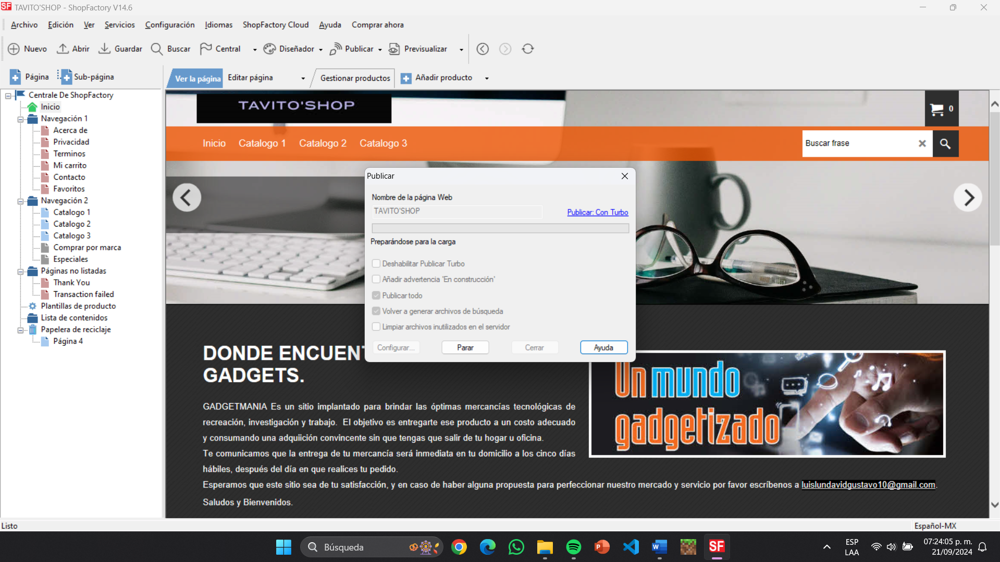 TAVITO'SHOP - ShopFactory V14.6
Archivo Edición Ver Servicios Configuración Idiomas ShopFactory Cloud Ayuda Comprar ahora
Nuevo Abrir Guardar Buscar Central Diseñador Publicar Previsualizar
Página Sub-página
Ver la página Editar página Gestionar productos Añadir producto
Centrale De ShopFactory
Inicio
Navegación 1
Acerca de
Privacidad
Terminos
Mi carrito
Contacto
Favoritos
Navegación 2
Catalogo 1
Catalogo 2
Catalogo 3
Comprar por marca
Especiales
Páginas no listadas
Thank You
Transaction failed
Plantillas de producto
Lista de contenidos
Papelera de reciclaje
Página 4
TAVITO'SHOP
0
Inicio Catalogo 1 Catalogo 2 Catalogo 3
Buscar frase
Publicar
Nombre de la página Web
TAVITO'SHOP
Publicar: Con Turbo
Preparándose para la carga
Deshabilitar Publicar Turbo
Añadir advertencia 'En construcción'
Publicar todo
Volver a generar archivos de búsqueda
Limpiar archivos inutilizados en el servidor
Configurar... Parar Cerrar Ayuda
DONDE ENCUENT
GADGETS.
GADGETMANIA Es un sitio implantado para brindar las óptimas mercancías tecnológicas de
recreación, investigación y trabajo. El objetivo es entregarte ese producto a un costo adecuado
y consumando una adquiición convincente sin que tengas que salir de tu hogar u oficina.
Te comunicamos que la entrega de tu mercancía será inmediata en tu domicilio a los cinco días
hábiles, después del día en que realices tu pedido.
Esperamos que este sitio sea de tu satisfacción, y en caso de haber alguna propuesta para perfeccionar nuestro mercado y servicio por favor escríbenos a luislundavidgustavo10@gmail.com.
Saludos y Bienvenidos.
Un mundo
gadgetizado
Listo
Español-MX
Búsqueda
SF
ESP
LAA
07:24:05 p. m.
21/09/2024